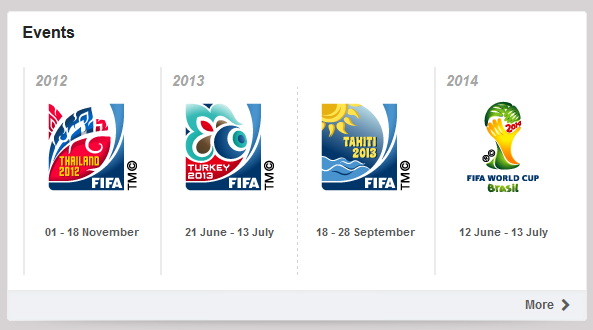 Events
2012
THAILAND
2012
FIFA
TM©
01 - 18 November
2013
TURKEY
2013
FIFA
TM©
21 June - 13 July
TAHITI
2013
FIFA
TM©
18 - 28 September
2014
2014
©
FIFA WORLD CUP
Brasil
12 June - 13 July
More